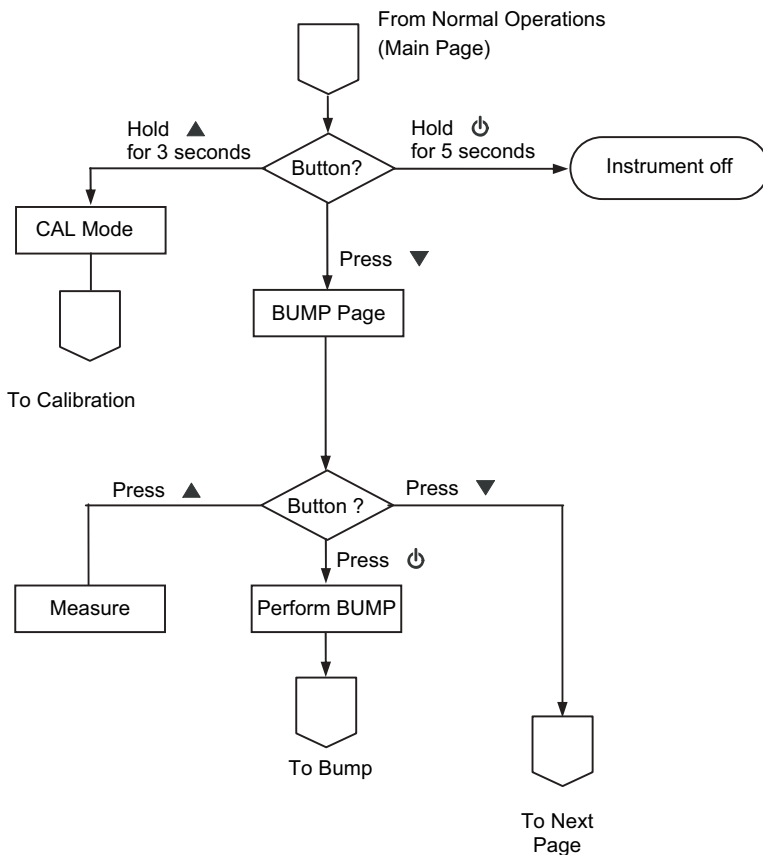 From Normal Operations
(Main Page)
Hold ▲
for 3 seconds
Button?
Hold ⏻
for 5 seconds
Instrument off
CAL Mode
Press ▼
BUMP Page
To Calibration
Press ▲
Button ?
Press ▼
Press ⏻
Measure
Perform BUMP
To Bump
To Next
Page